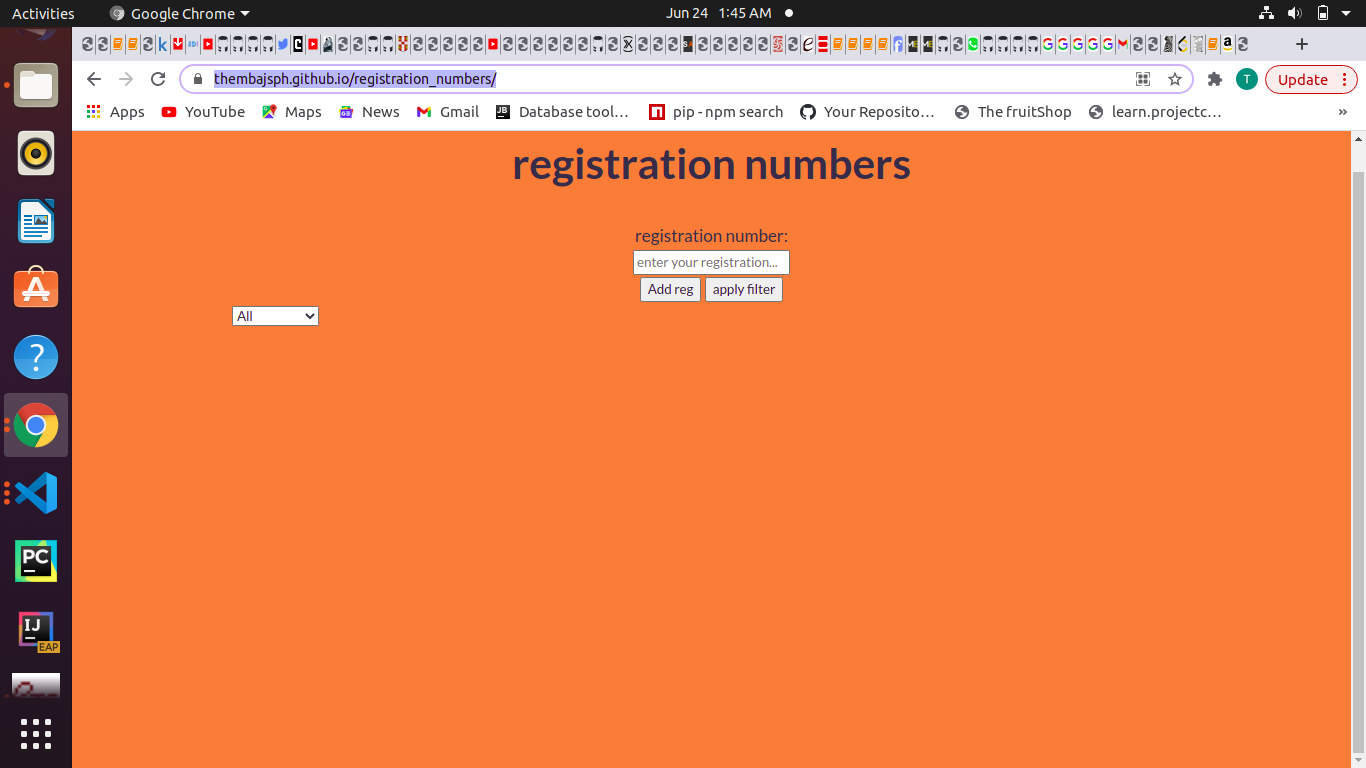 Activities
Google Chrome
Jun 24 1:45 AM
thembajsph.github.io/registration_numbers/
T
Update
Apps
YouTube
Maps
News
Gmail
JB
Database tool...
pip - npm search
Your Reposito...
The fruitShop
learn.projectc...
»
registration numbers
registration number:
enter your registration...
Add reg
apply filter
All
?
PC
IJ
EAP